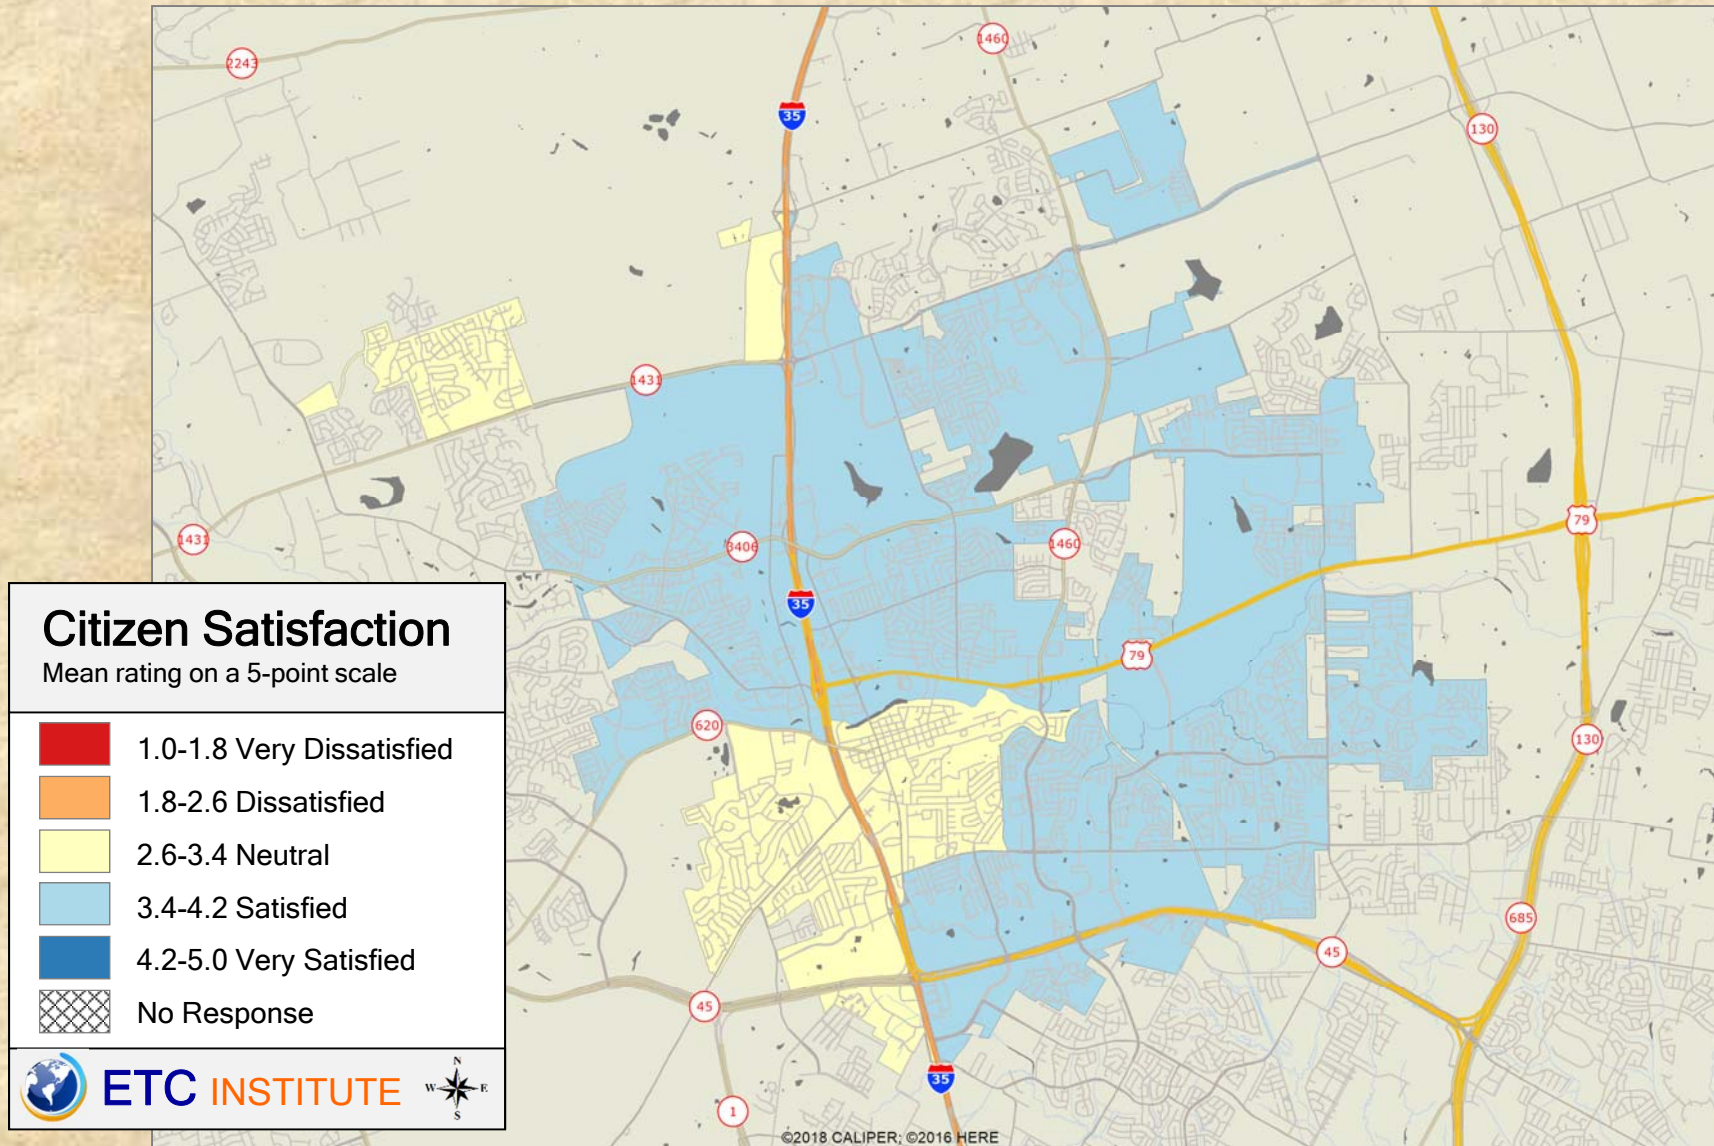 2243
1460
35
130
1431
1431
3406
1460
79
35
79
620
130
685
45
45
35
1
Citizen Satisfaction
Mean rating on a 5-point scale
1.0-1.8 Very Dissatisfied
1.8-2.6 Dissatisfied
2.6-3.4 Neutral
3.4-4.2 Satisfied
4.2-5.0 Very Satisfied
No Response
ETC INSTITUTE
N
W E
S
©2018 CALIPER; ©2016 HERE